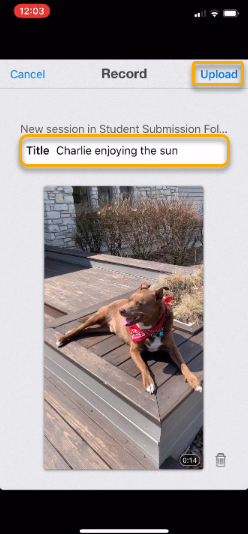 12:03
Cancel Record Upload
New session in Student Submission Fol...
Title Charlie enjoying the sun
0:14